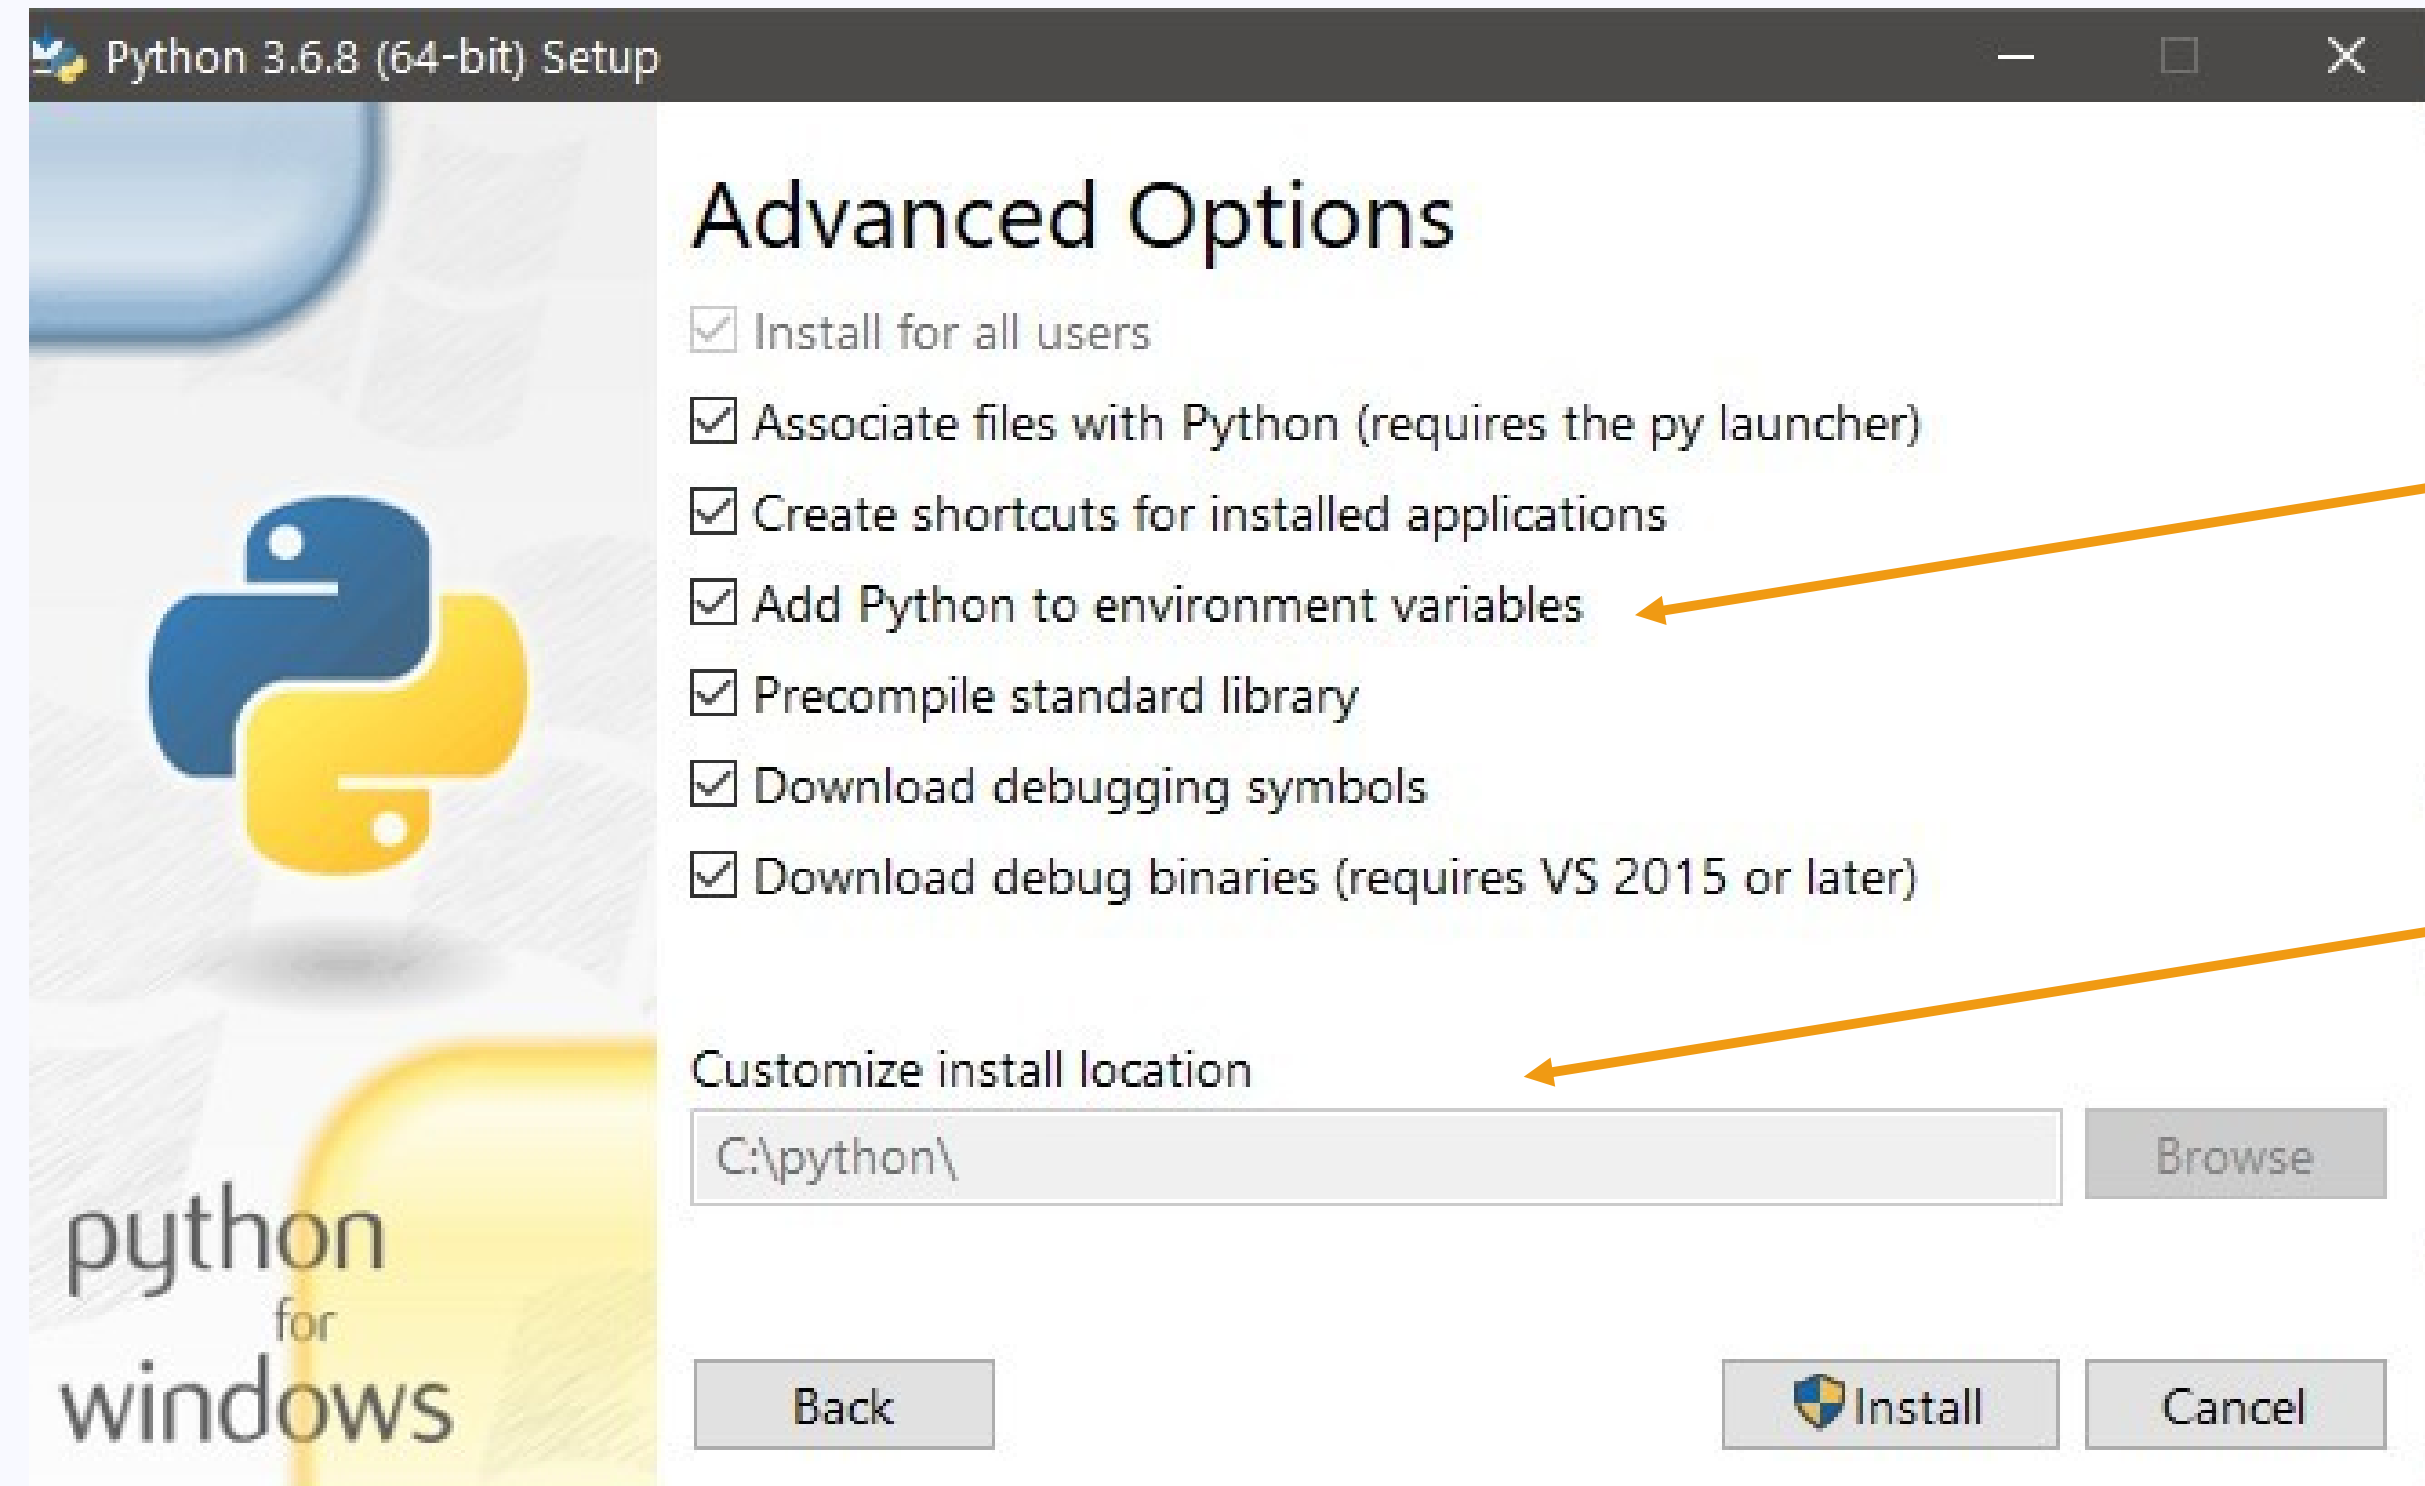 Python 3.6.8 (64-bit) Setup
Advanced Options
Install for all users
Associate files with Python (requires the py launcher)
Create shortcuts for installed applications
Add Python to environment variables
Precompile standard library
Download debugging symbols
Download debug binaries (requires VS 2015 or later)
Customize install location
C:\python\
Browse
python
for
windows
Back
Install
Cancel